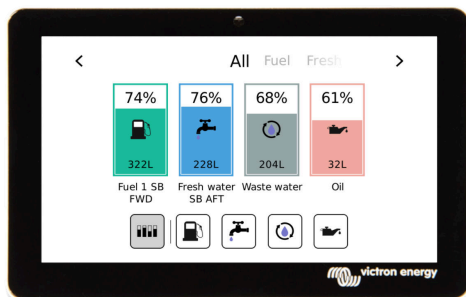 All Fuel Fresh
74% 76% 68% 61%
322L 228L 204L 32L
Fuel 1 SB
FWD
Fresh water
SB AFT
Waste water
Oil
victron energy